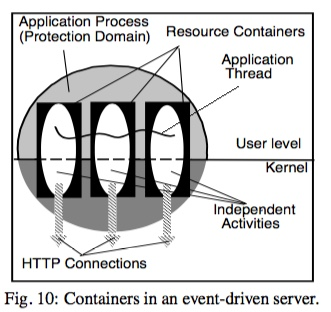 Application Process
(Protection Domain)
Resource Containers
Application
Thread
User level
Kernel
Independent
Activities
HTTP Connections
Fig. 10: Containers in an event-driven server.